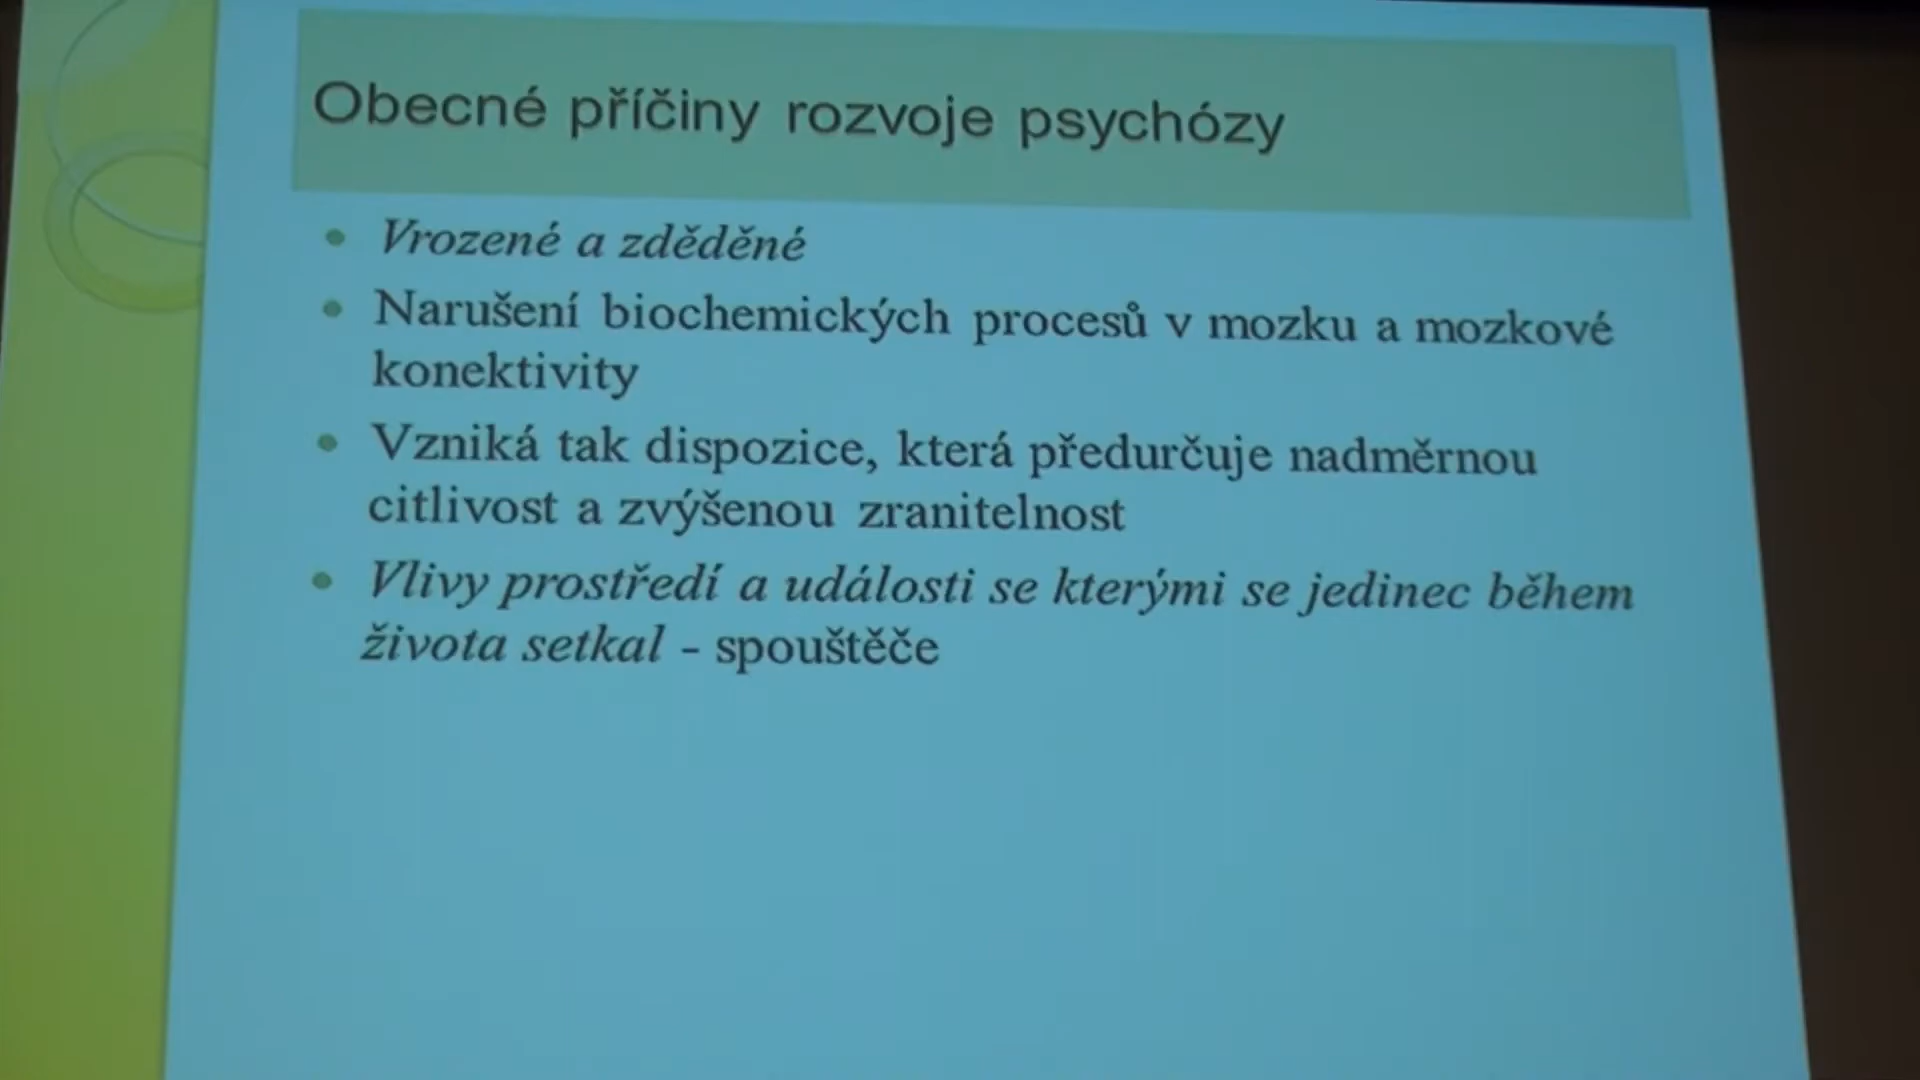 Obecné příčiny rozvoje psychózy
Vrozené a zděděné
Narušení biochemických procesů v mozku a mozkové
konektivity
Vzniká tak dispozice, která předurčuje nadměrnou
citlivost a zvýšenou zranitelnost
Vlivy prostředí a události se kterými se jedinec během
života setkal - spouštěče